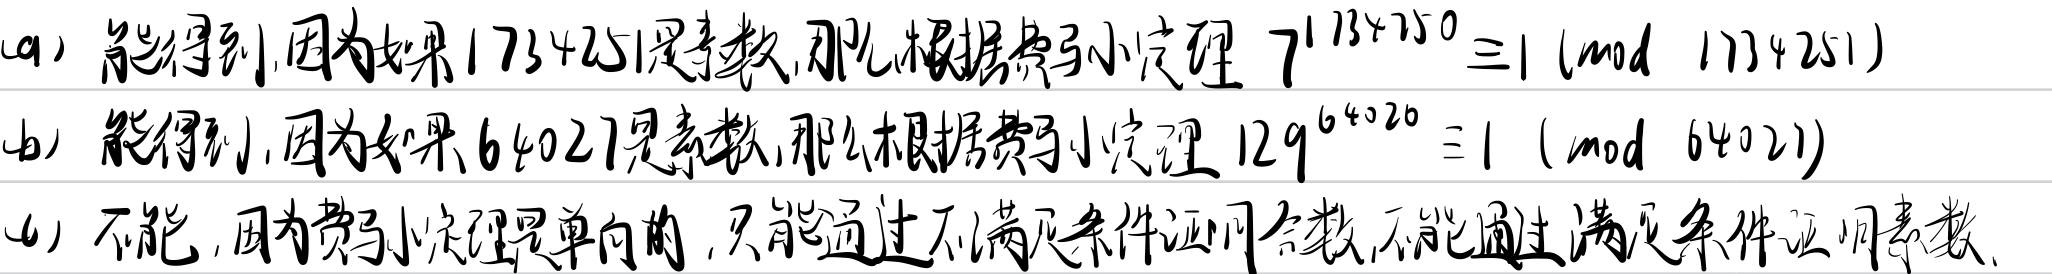 (a) 能得到,因为如果1734251是素数,那么根据费马小定理 7^{1734250} ≡1 (mod 1734251)
(b) 能得到,因为如果64027是素数,那么根据费马小定理 129^{64026} ≡1 (mod 64027)
(c) 不能,因为费马小定理是单向的,只能通过不满足条件证明合数,不能通过满足条件证明素数.